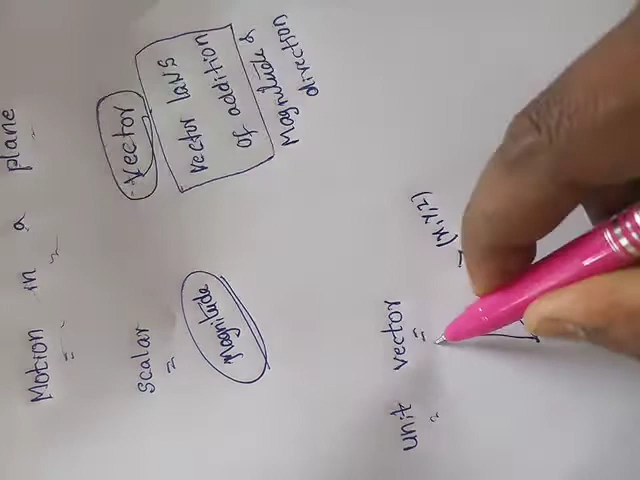 Motion in a plane
scalar
Vector
Magnitude
vector laws
of addition
Magnitude &
direction
unit vector
(x,y,z)